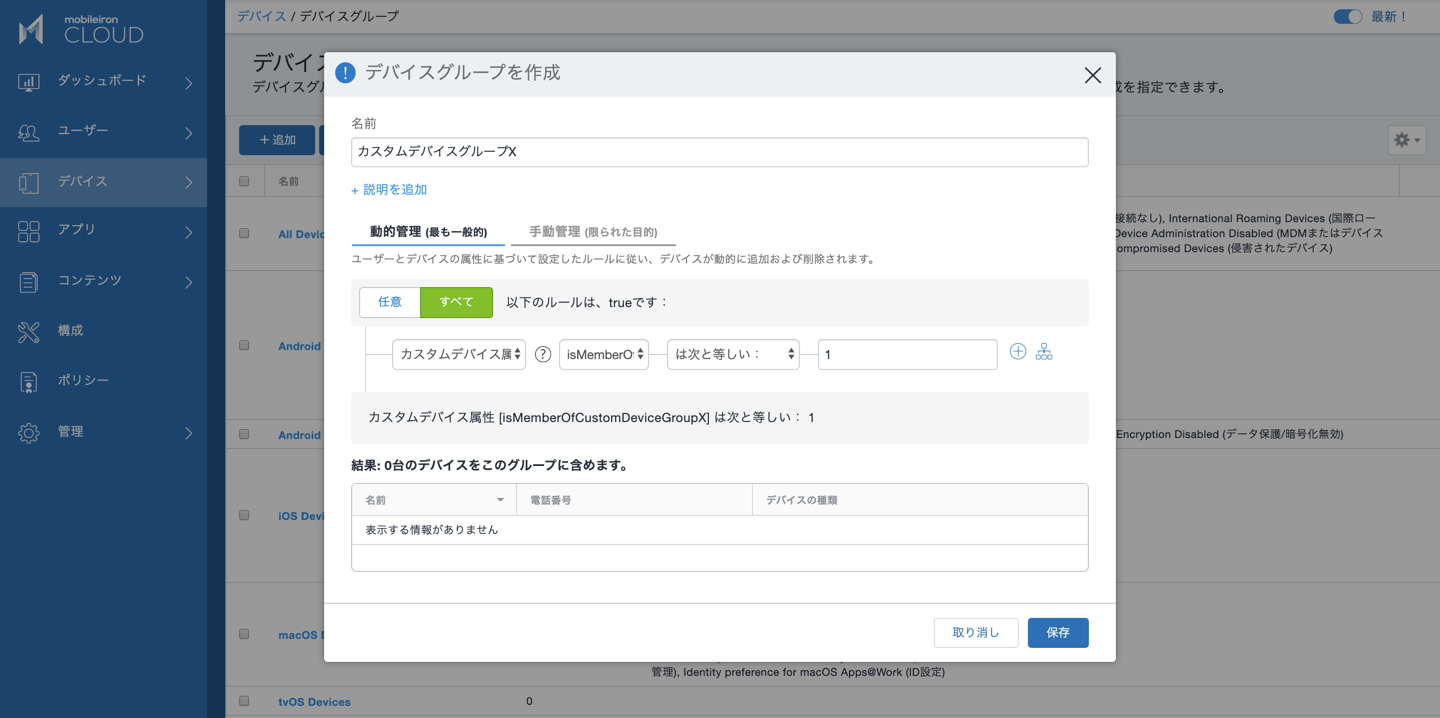 mobileiron
CLOUD
ダッシュボード
ユーザー
デバイス
アプリ
コンテンツ
構成
ポリシー
管理
デバイス / デバイスグループ
最新！
を指定できます。
+ 追加
名前
All Devic
接続なし), International Roaming Devices (国際ロー
Device Administration Disabled (MDMまたはデバイス
ompromised Devices (侵害されたデバイス)
Android
Android
Encryption Disabled (データ保護/暗号化無効)
iOS Devi
macOS D
管理), Identity preference for macOS Apps@Work (ID設定)
tvOS Devices
0
! デバイスグループを作成
名前
カスタムデバイスグループX
+ 説明を追加
動的管理 (最も一般的)
手動管理 (限られた目的)
ユーザーとデバイスの属性に基づいて設定したルールに従い、デバイスが動的に追加および削除されます。
任意
すべて
以下のルールは、trueです：
カスタムデバイス属
?
isMemberO
は次と等しい：
1
カスタムデバイス属性 [isMemberOfCustomDeviceGroupX] は次と等しい： 1
結果: 0台のデバイスをこのグループに含めます。
名前
電話番号
デバイスの種類
表示する情報がありません
取り消し
保存